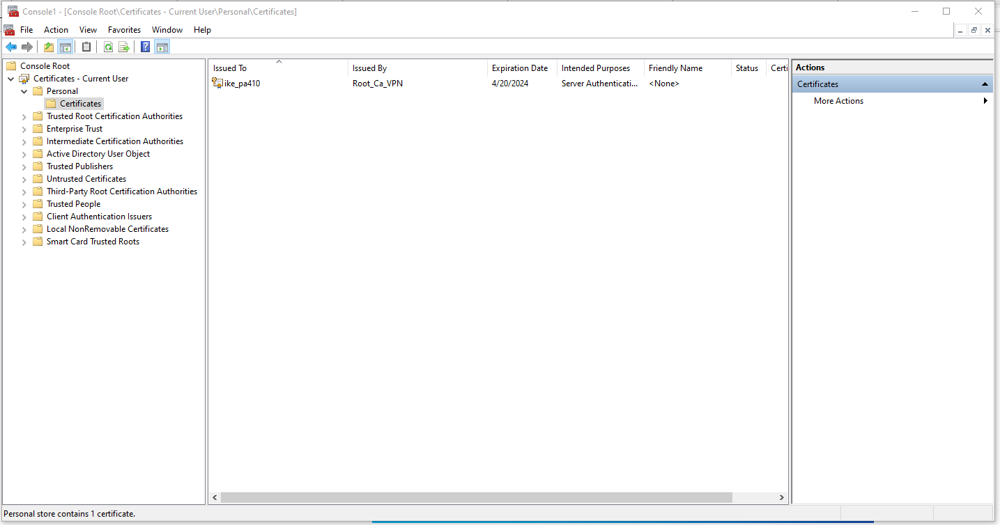 Console1 - [Console Root\Certificates - Current User\Personal\Certificates]
File Action View Favorites Window Help
Console Root
Certificates - Current User
Personal
Certificates
Trusted Root Certification Authorities
Enterprise Trust
Intermediate Certification Authorities
Active Directory User Object
Trusted Publishers
Untrusted Certificates
Third-Party Root Certification Authorities
Trusted People
Client Authentication Issuers
Local NonRemovable Certificates
Smart Card Trusted Roots
Issued To Issued By Expiration Date Intended Purposes Friendly Name Status Certi
ike_pa410 Root_Ca_VPN 4/20/2024 Server Authenticati... <None>
Actions
Certificates
More Actions
Personal store contains 1 certificate.